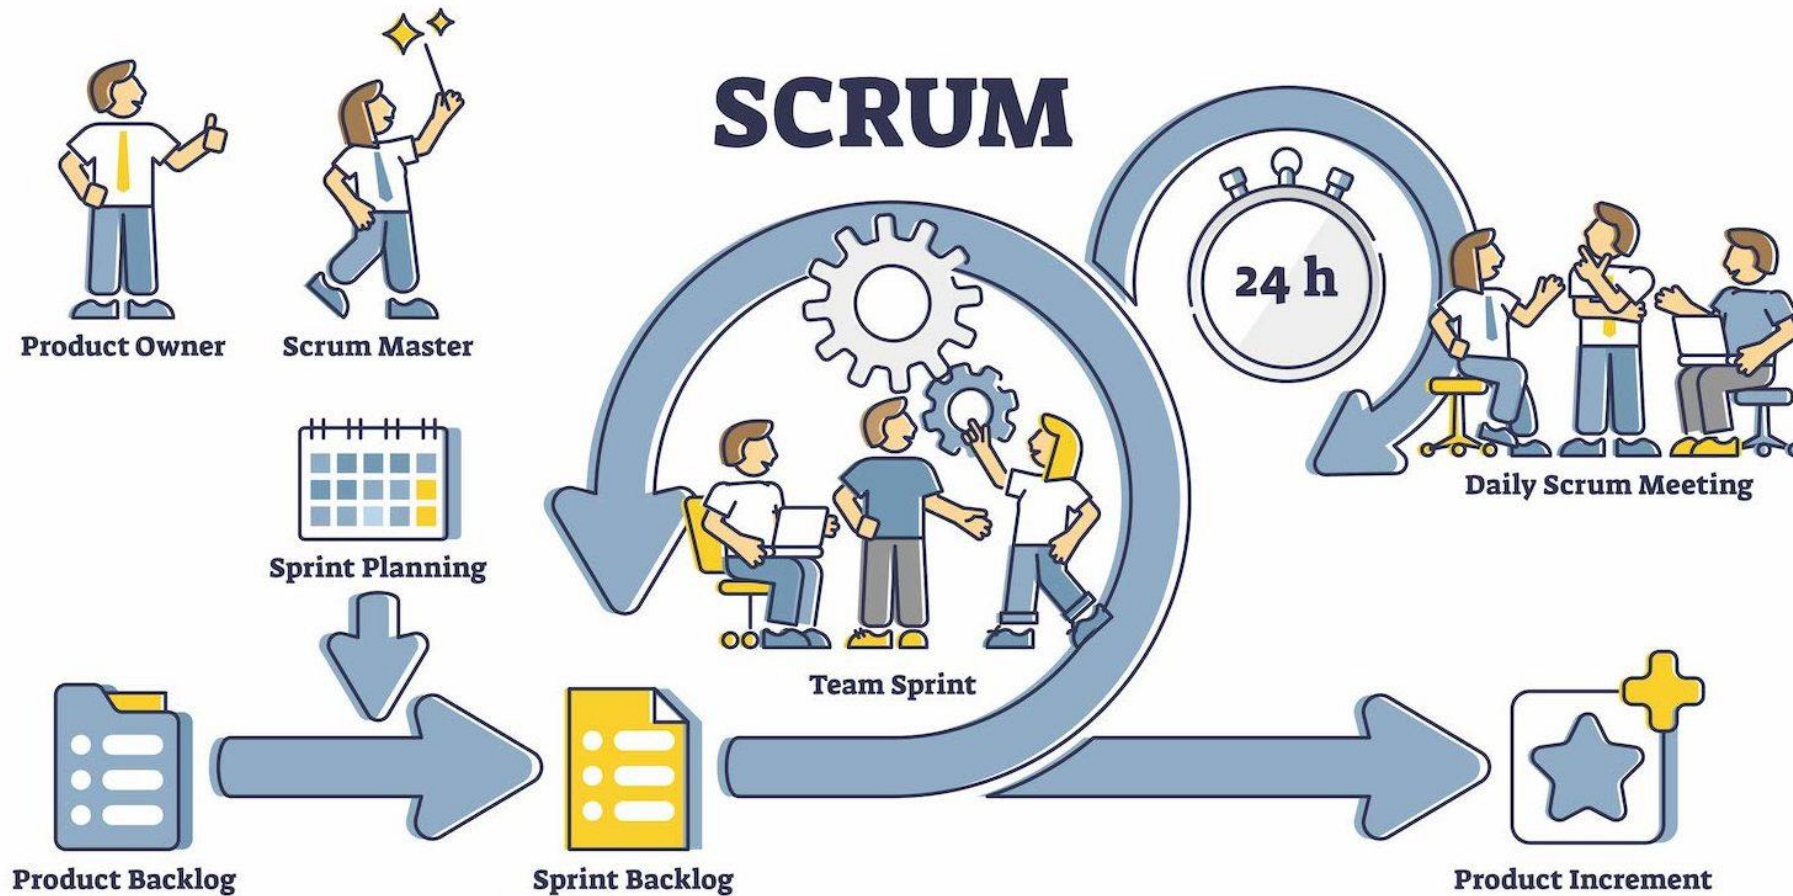 SCRUM
24 h
Product Owner
Scrum Master
Daily Scrum Meeting
Sprint Planning
Team Sprint
Product Backlog
Sprint Backlog
Product Increment